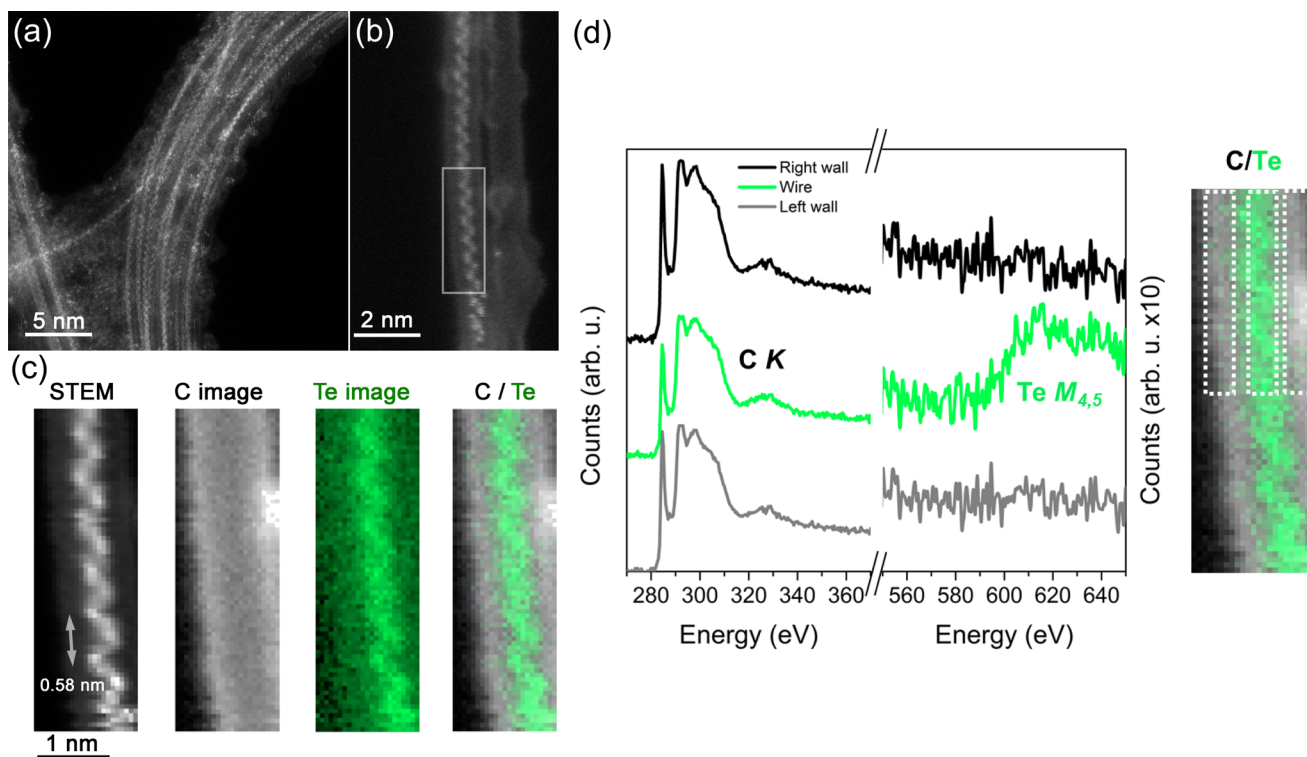 (a)
5 nm
(b)
2 nm
(c)
STEM
C image
Te image
C / Te
0.58 nm
1 nm
(d)
Counts (arb. u.)
Right wall
Wire
Left wall
C K
Te M4,5
Counts (arb. u. x10)
280 300 320 340 360 560 580 600 620 640
Energy (eV)
Energy (eV)
C/Te